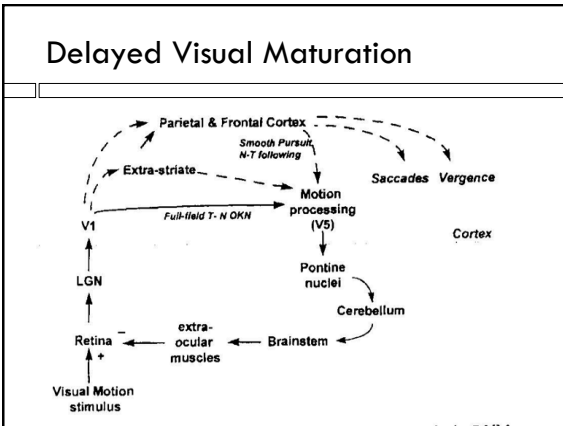 Delayed Visual Maturation
Parietal & Frontal Cortex
Smooth Pursuit,
N-T following
Extra-striate
Saccades Vergence
Motion
processing
(V5)
Full-field T- N OKN
V1
Cortex
Pontine
nuclei
LGN
Cerebellum
extra-
ocular
muscles
Retina
−
+
Brainstem
Visual Motion
stimulus